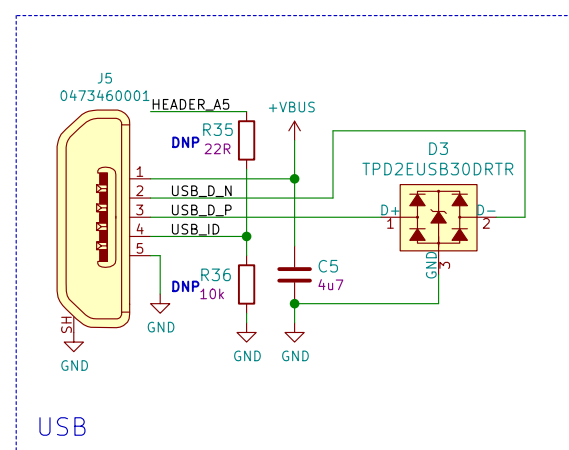 J5
0473460001
HEADER_A5
+VBUS
R35
DNP
22R
D3
TPD2EUSB30DRTR
1
2
USB_D_N
3
USB_D_P
4
USB_ID
5
D+
1
D-
2
GND
3
R36
DNP
10k
C5
4u7
SH
GND
GND
GND
GND
USB